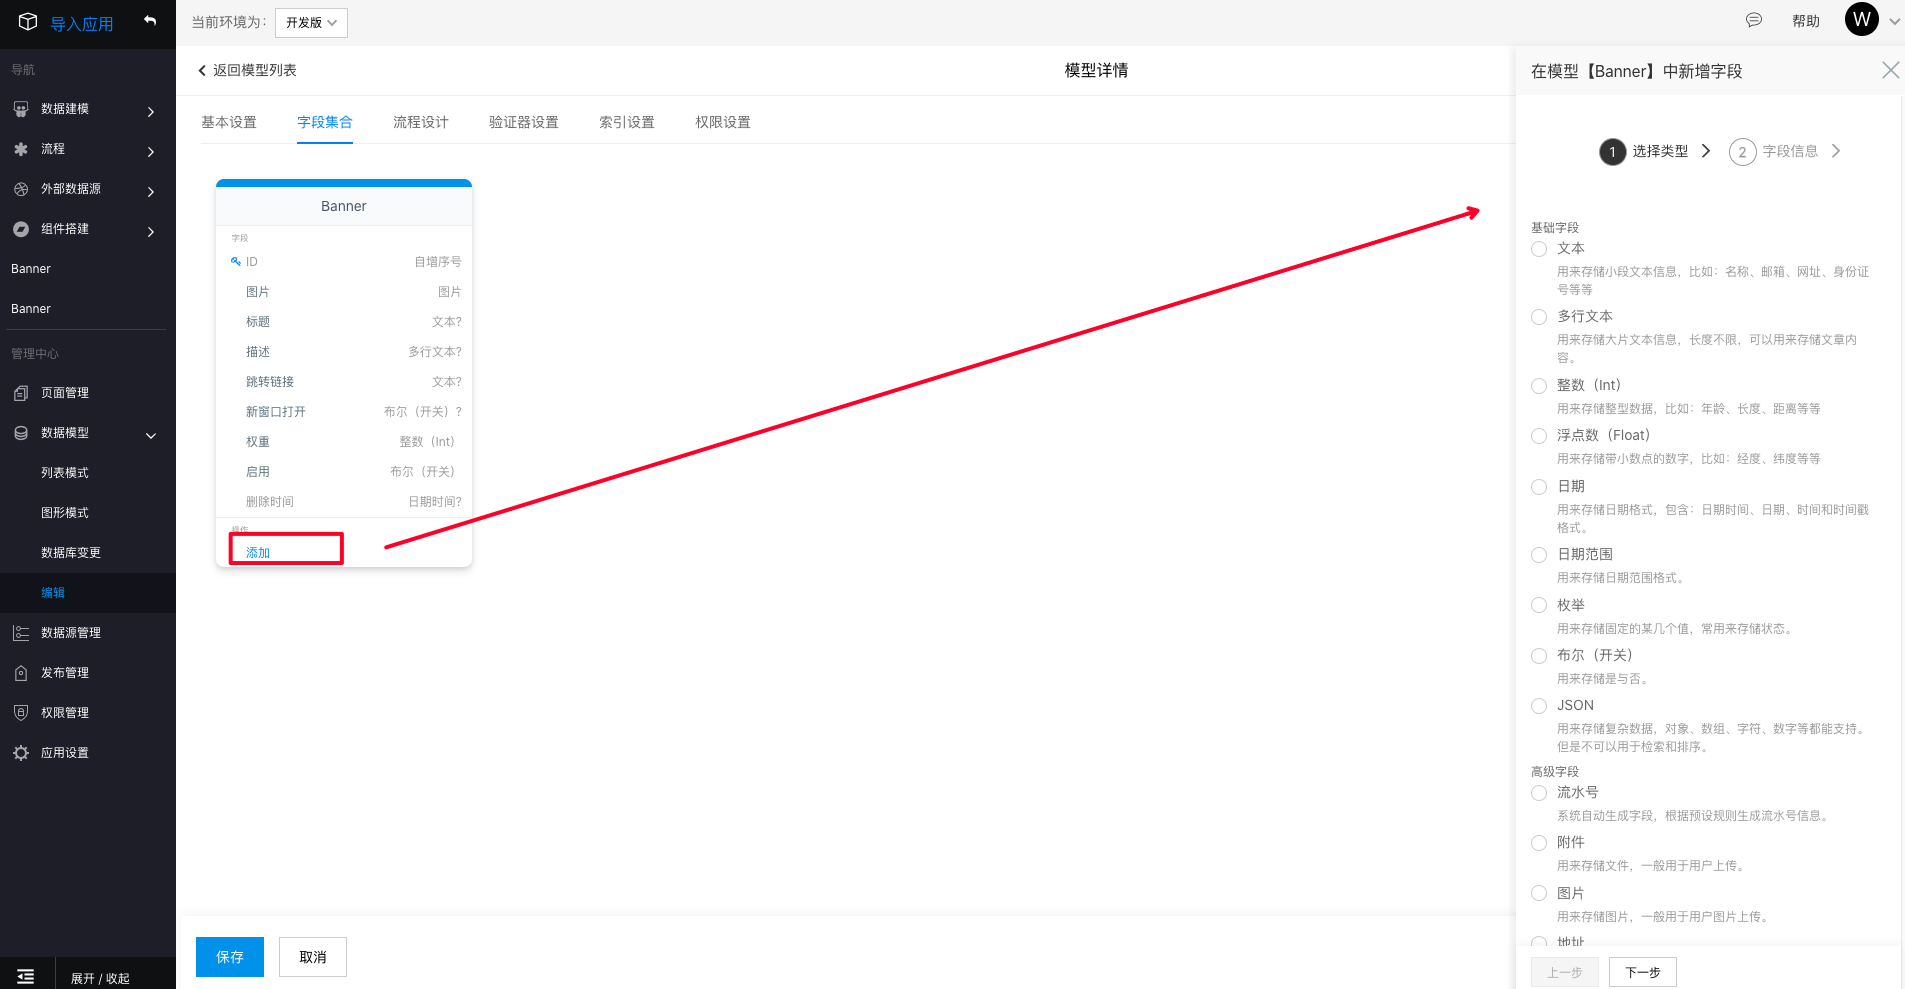 导入应用
当前环境为：
开发版
帮助
W
导航
数据建模
流程
外部数据源
组件搭建
Banner
Banner
管理中心
页面管理
数据模型
列表模式
图形模式
数据库变更
编辑
数据源管理
发布管理
权限管理
应用设置
展开 / 收起
返回模型列表
模型详情
基本设置
字段集合
流程设计
验证器设置
索引设置
权限设置
Banner
字段
ID 自增序号
图片 图片
标题 文本?
描述 多行文本?
跳转链接 文本?
新窗口打开 布尔（开关）?
权重 整数（Int）
启用 布尔（开关）
删除时间 日期时间?
操作
添加
保存
取消
在模型【Banner】中新增字段
1 选择类型
2 字段信息
基础字段
文本
用来存储小段文本信息，比如：名称、邮箱、网址、身份证
号等等
多行文本
用来存储大片文本信息，长度不限，可以用来存储文章内
容。
整数（Int）
用来存储整型数据，比如：年龄、长度、距离等等
浮点数（Float）
用来存储带小数点的数字，比如：经度、纬度等等
日期
用来存储日期格式，包含：日期时间、日期、时间和时间戳
格式。
日期范围
用来存储日期范围格式。
枚举
用来存储固定的某几个值，常用来存储状态。
布尔（开关）
用来存储是与否。
JSON
用来存储复杂数据，对象、数组、字符、数字等都能支持。
但是不可以用于检索和排序。
高级字段
流水号
系统自动生成字段，根据预设规则生成流水号信息。
附件
用来存储文件，一般用于用户上传。
图片
用来存储图片，一般用于用户图片上传。
地址
上一步
下一步